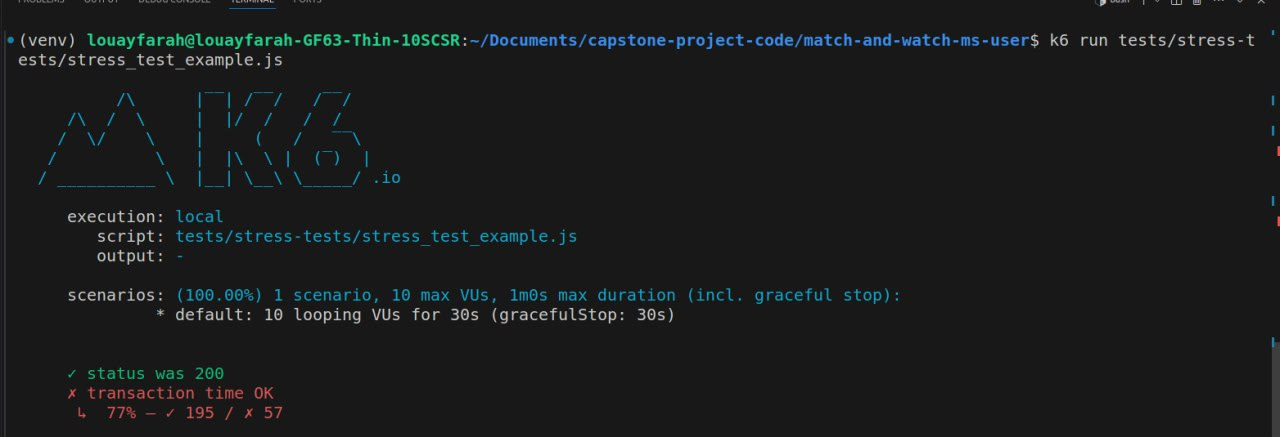 PROBLEMS OUTPUT DEBUG CONSOLE TERMINAL PORTS bash
(venv) louayfarah@louayfarah-GF63-Thin-10SCSR:~/Documents/capstone-project-code/match-and-watch-ms-user$ k6 run tests/stress-t
ests/stress_test_example.js
K6 .io
execution: local
script: tests/stress-tests/stress_test_example.js
output: -
scenarios: (100.00%) 1 scenario, 10 max VUs, 1m0s max duration (incl. graceful stop):
* default: 10 looping VUs for 30s (gracefulStop: 30s)
✓ status was 200
✗ transaction time OK
↳ 77% — ✓ 195 / ✗ 57